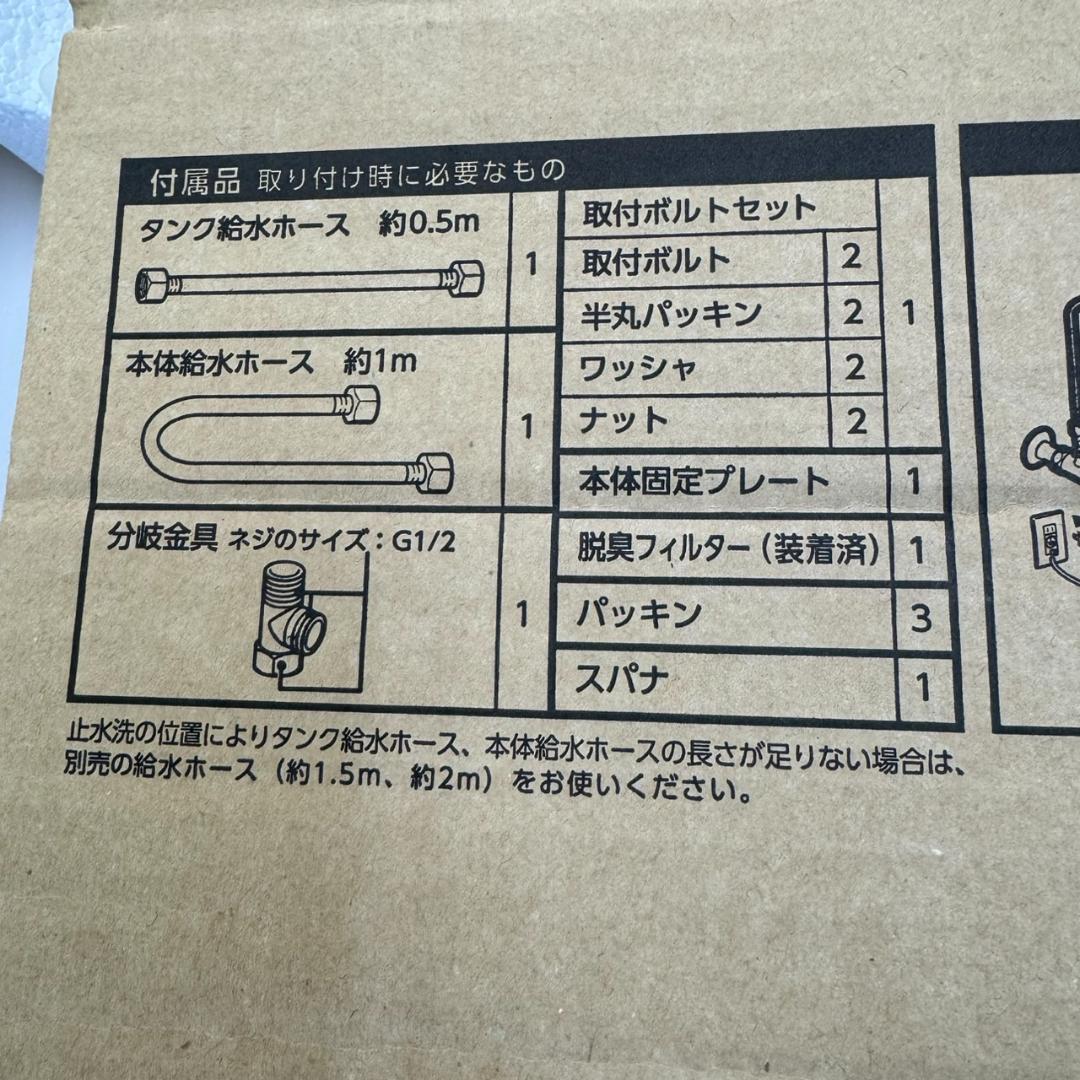 付属品 取り付け時に必要なもの
タンク給水ホース 約0.5m
1
本体給水ホース 約1m
1
分岐金具 ネジのサイズ：G1/2
1
取付ボルトセット
1
取付ボルト 2
半丸パッキン 2
ワッシャ 2
ナット 2
本体固定プレート 1
脱臭フィルター（装着済） 1
パッキン 3
スパナ 1
止水洗の位置によりタンク給水ホース、本体給水ホースの長さが足りない場合は、
別売の給水ホース（約1.5m、約2m）をお使いください。